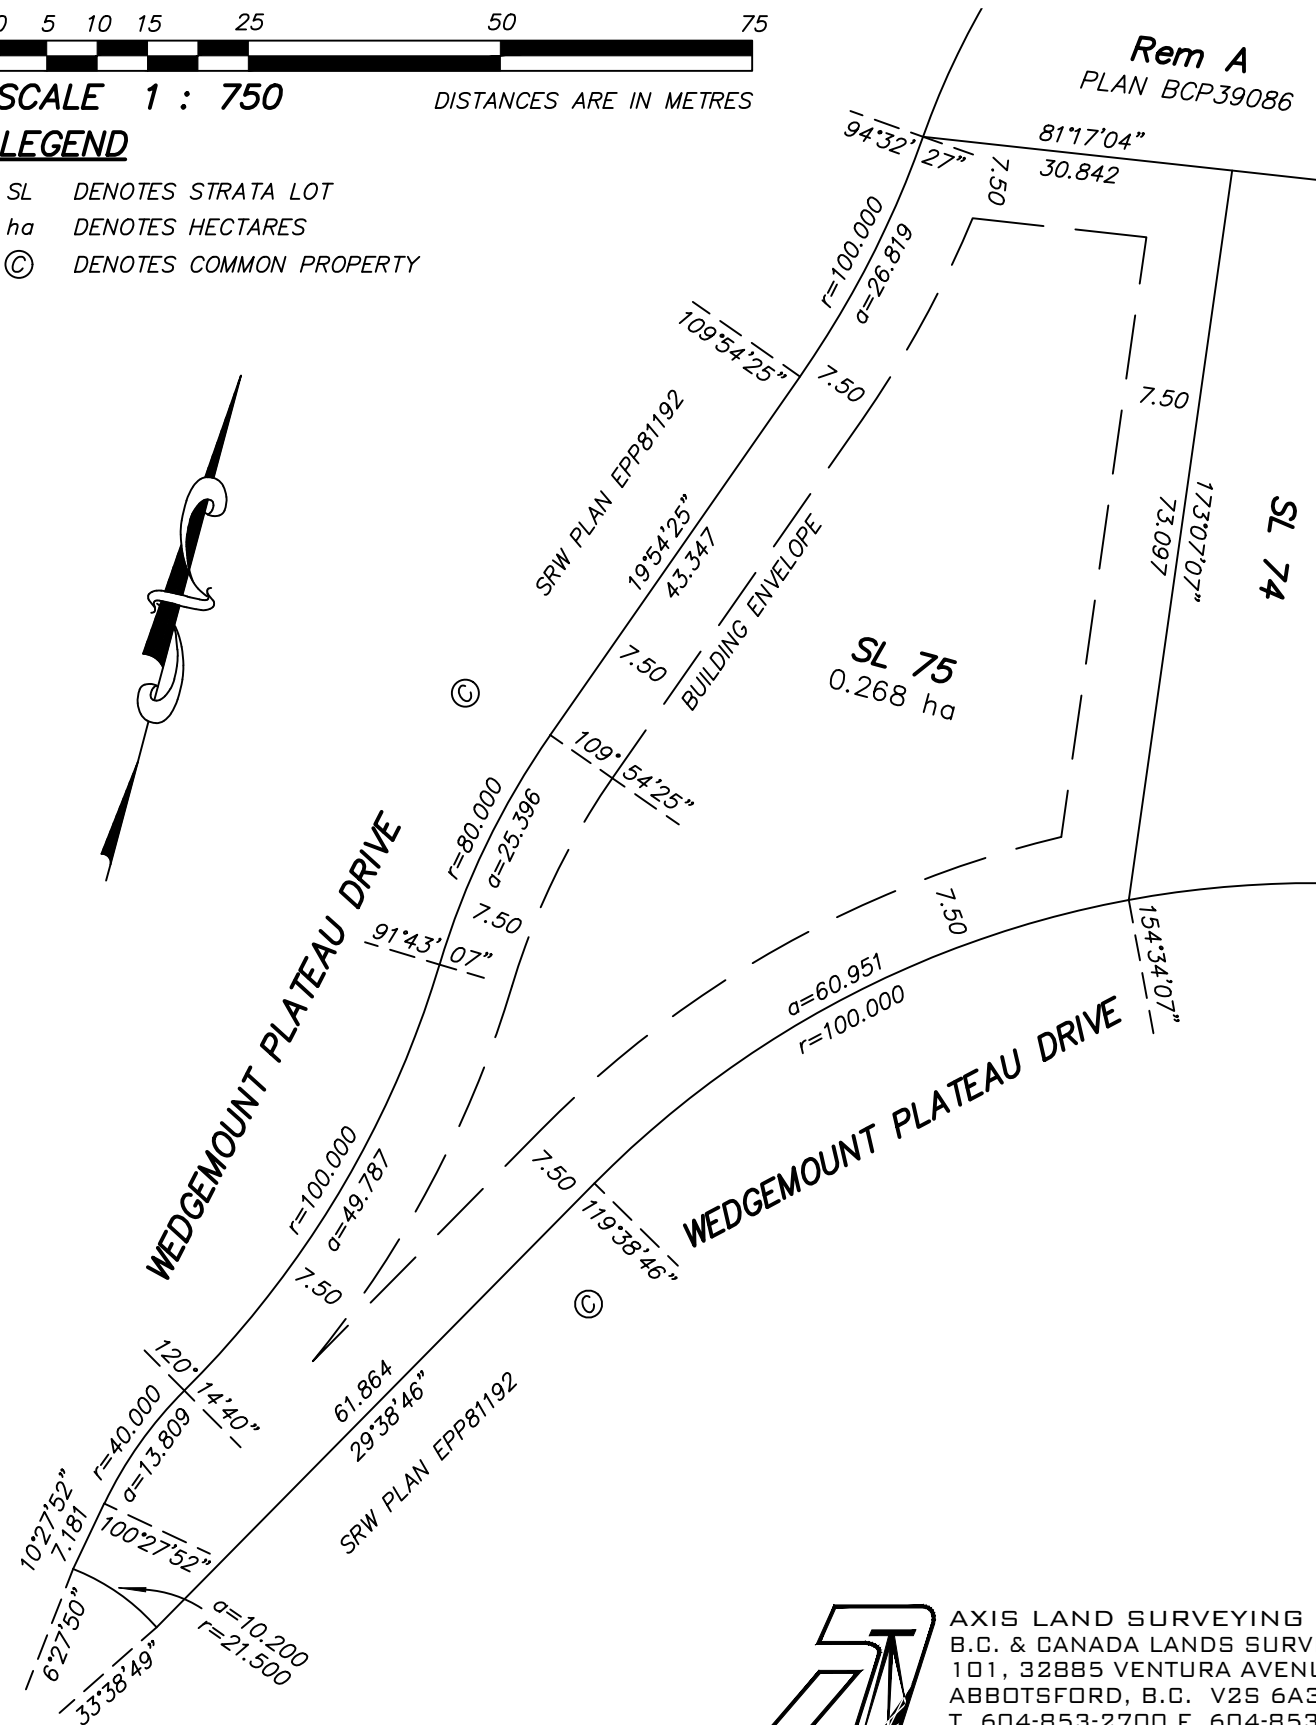 0 5 10 15 25 50 75
SCALE 1 : 750
DISTANCES ARE IN METRES
LEGEND
SL DENOTES STRATA LOT
ha DENOTES HECTARES
Ⓒ DENOTES COMMON PROPERTY
Rem A
PLAN BCP39086
81°17'04"
30.842
94°32'27"
7.50
r=100.000
a=26.819
109°54'25"
7.50
7.50
SRW PLAN EPP81192
19°54'25"
43.347
BUILDING ENVELOPE
173°07'07"
73.097
SL 74
SL 75
0.268 ha
7.50
Ⓒ
109°54'25"
r=80.000
a=25.396
7.50
91°43'07"
WEDGEMOUNT PLATEAU DRIVE
7.50
154°34'07"
a=60.951
r=100.000
WEDGEMOUNT PLATEAU DRIVE
r=100.000
a=49.787
7.50
119°38'46"
7.50
Ⓒ
120°14'40"
61.864
29°38'46"
SRW PLAN EPP81192
r=40.000
a=13.809
10°27'52"
7.181
100°27'52"
a=10.200
r=21.500
6°27'50"
33°38'49"
AXIS LAND SURVEYING
B.C. & CANADA LANDS SURV
101, 32885 VENTURA AVENU
ABBOTSFORD, B.C. V2S 6A3
T. 604-853-2700 F. 604-853